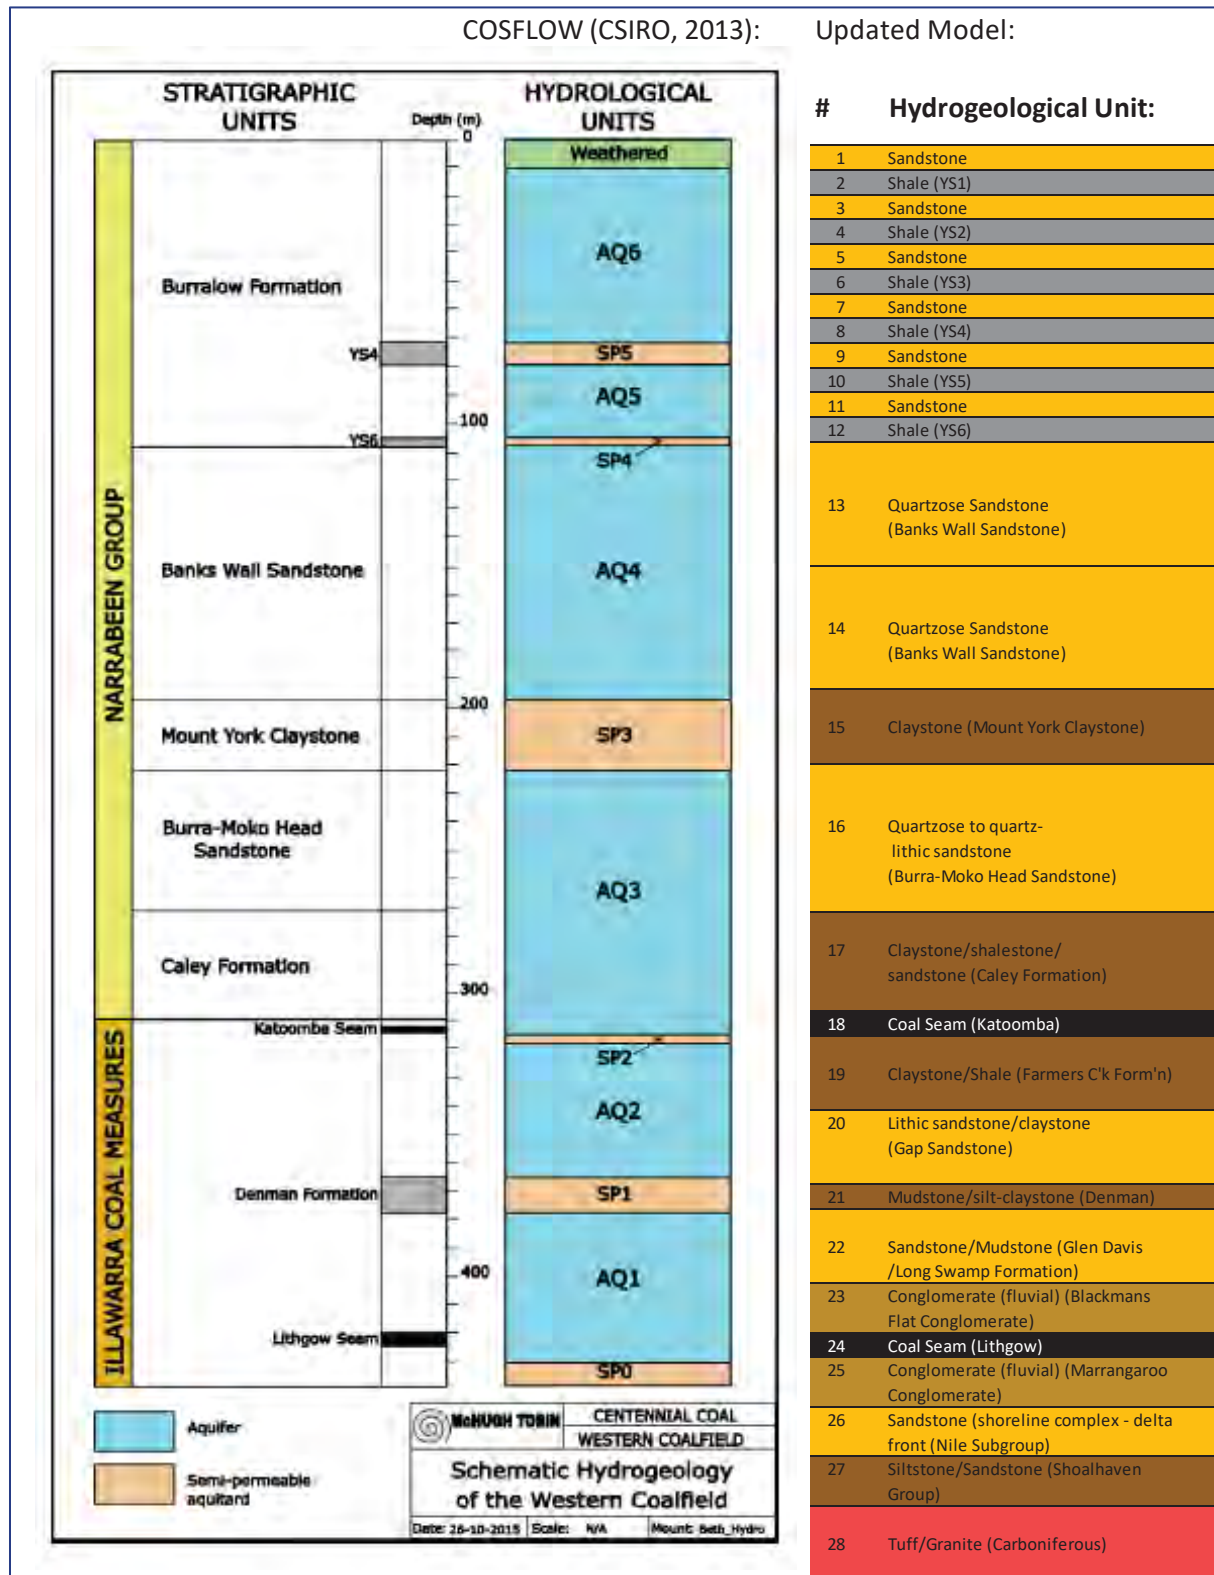 COSFLOW (CSIRO, 2013):
Updated Model:
STRATIGRAPHIC
UNITS
Depth (m)
HYDROLOGICAL
UNITS
NARRABEEN GROUP
ILLAWARRA COAL MEASURES
Burralow Formation
YS4
YS6
Banks Wall Sandstone
Mount York Claystone
Burra-Moko Head
Sandstone
Caley Formation
Katoomba Seam
Denman Formation
Lithgow Seam
0
100
200
300
400
Weathered
AQ6
SP5
AQ5
SP4
AQ4
SP3
AQ3
SP2
AQ2
SP1
AQ1
SP0
Aquifer
Semi-permeable
aquitard
McHUGH TOBIN
CENTENNIAL COAL
WESTERN COALFIELD
Schematic Hydrogeology
of the Western Coalfield
Date: 26-10-2015 Scale: N/A Mount: Beth_Hydro
# Hydrogeological Unit:
1 Sandstone
2 Shale (YS1)
3 Sandstone
4 Shale (YS2)
5 Sandstone
6 Shale (YS3)
7 Sandstone
8 Shale (YS4)
9 Sandstone
10 Shale (YS5)
11 Sandstone
12 Shale (YS6)
13 Quartzose Sandstone
(Banks Wall Sandstone)
14 Quartzose Sandstone
(Banks Wall Sandstone)
15 Claystone (Mount York Claystone)
16 Quartzose to quartz-
lithic sandstone
(Burra-Moko Head Sandstone)
17 Claystone/shalestone/
sandstone (Caley Formation)
18 Coal Seam (Katoomba)
19 Claystone/Shale (Farmers C'k Form'n)
20 Lithic sandstone/claystone
(Gap Sandstone)
21 Mudstone/silt-claystone (Denman)
22 Sandstone/Mudstone (Glen Davis
/Long Swamp Formation)
23 Conglomerate (fluvial) (Blackmans
Flat Conglomerate)
24 Coal Seam (Lithgow)
25 Conglomerate (fluvial) (Marrangaroo
Conglomerate)
26 Sandstone (shoreline complex - delta
front (Nile Subgroup)
27 Siltstone/Sandstone (Shoalhaven
Group)
28 Tuff/Granite (Carboniferous)